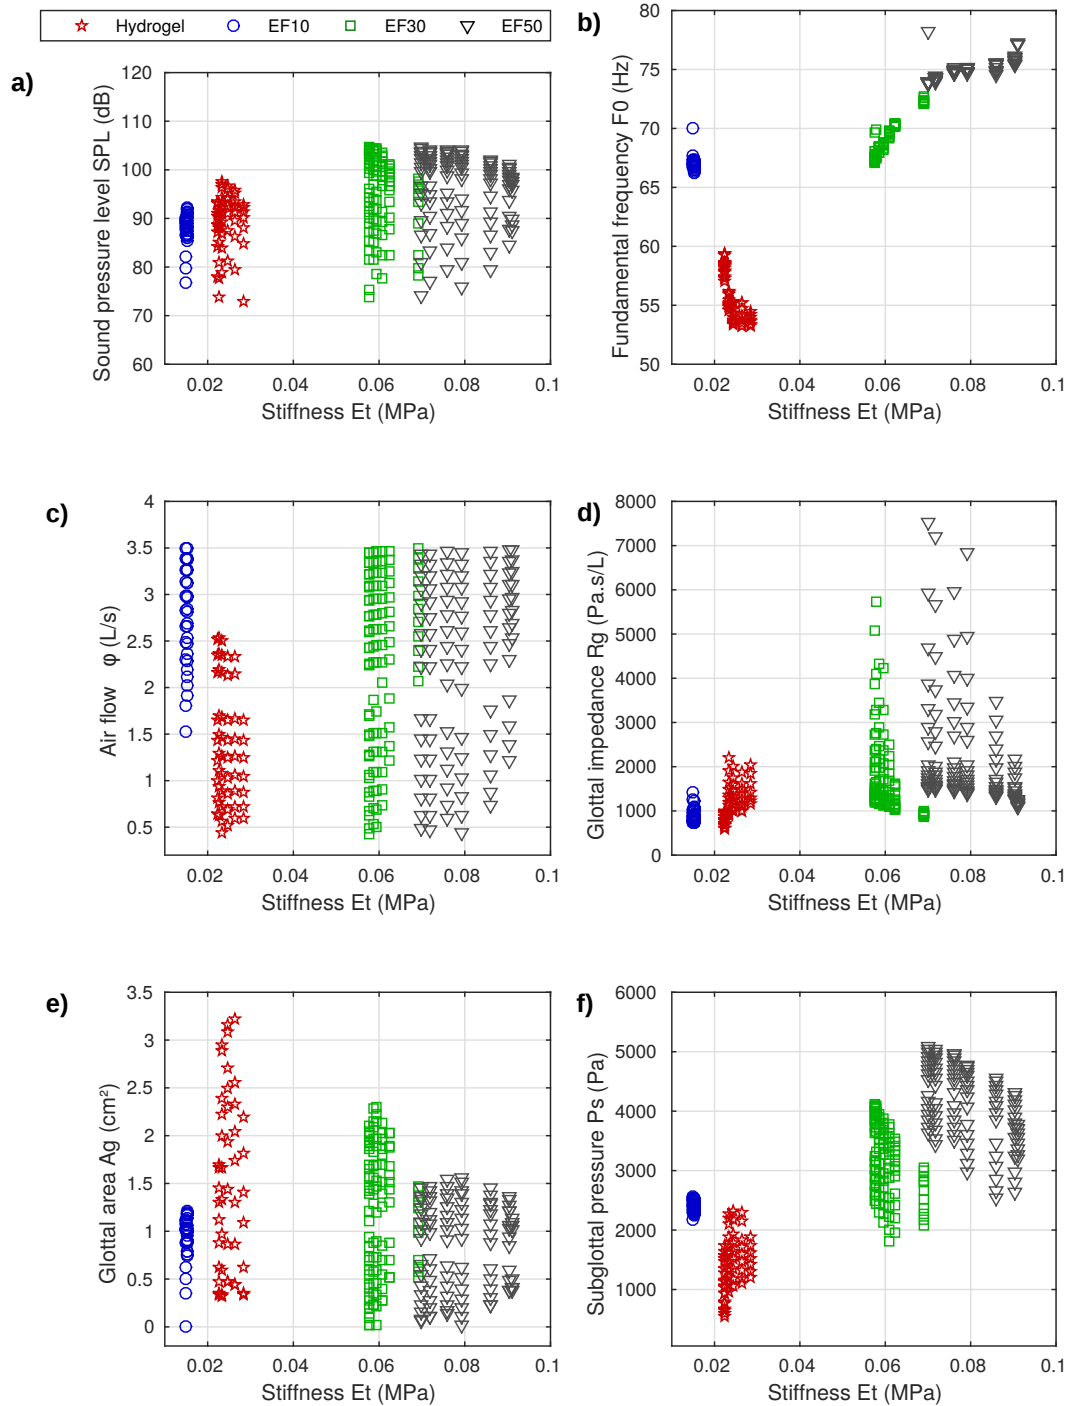 Hydrogel EF10 EF30 EF50
a)
120
110
100
90
80
70
60
Sound pressure level SPL (dB)
0.02 0.04 0.06 0.08 0.1
Stiffness Et (MPa)
b)
80
75
70
65
60
55
50
Fundamental frequency F0 (Hz)
0.02 0.04 0.06 0.08 0.1
Stiffness Et (MPa)
c)
4
3.5
3
2.5
2
1.5
1
0.5
Air flow φ (L/s)
0.02 0.04 0.06 0.08 0.1
Stiffness Et (MPa)
d)
8000
7000
6000
5000
4000
3000
2000
1000
0
Glottal impedance Rg (Pa.s/L)
0.02 0.04 0.06 0.08 0.1
Stiffness Et (MPa)
e)
3.5
3
2.5
2
1.5
1
0.5
0
Glottal area Ag (cm²)
0.02 0.04 0.06 0.08 0.1
Stiffness Et (MPa)
f)
6000
5000
4000
3000
2000
1000
Subglottal pressure Ps (Pa)
0.02 0.04 0.06 0.08 0.1
Stiffness Et (MPa)